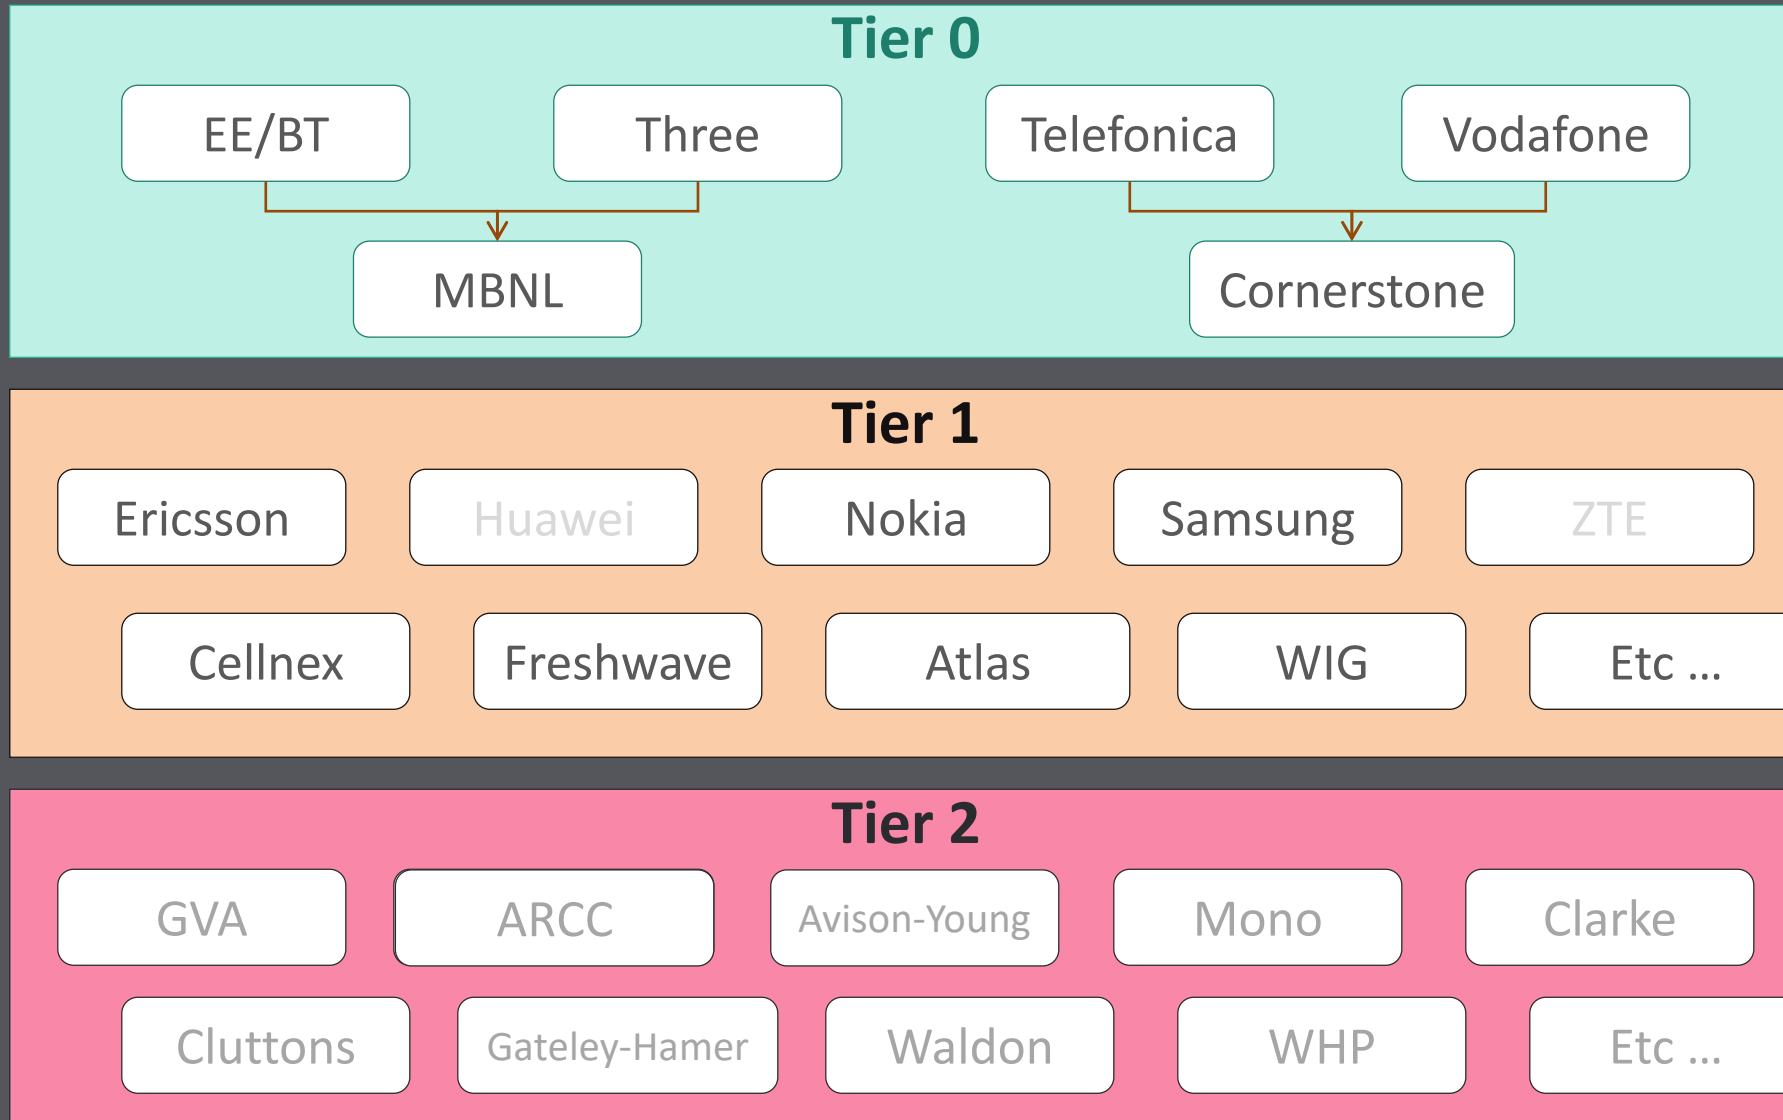 Tier 0
EE/BT
Three
Telefonica
Vodafone
MBNL
Cornerstone
Tier 1
Ericsson
Huawei
Nokia
Samsung
ZTE
Cellnex
Freshwave
Atlas
WIG
Etc ...
Tier 2
GVA
ARCC
Avison-Young
Mono
Clarke
Cluttons
Gateley-Hamer
Waldon
WHP
Etc ...